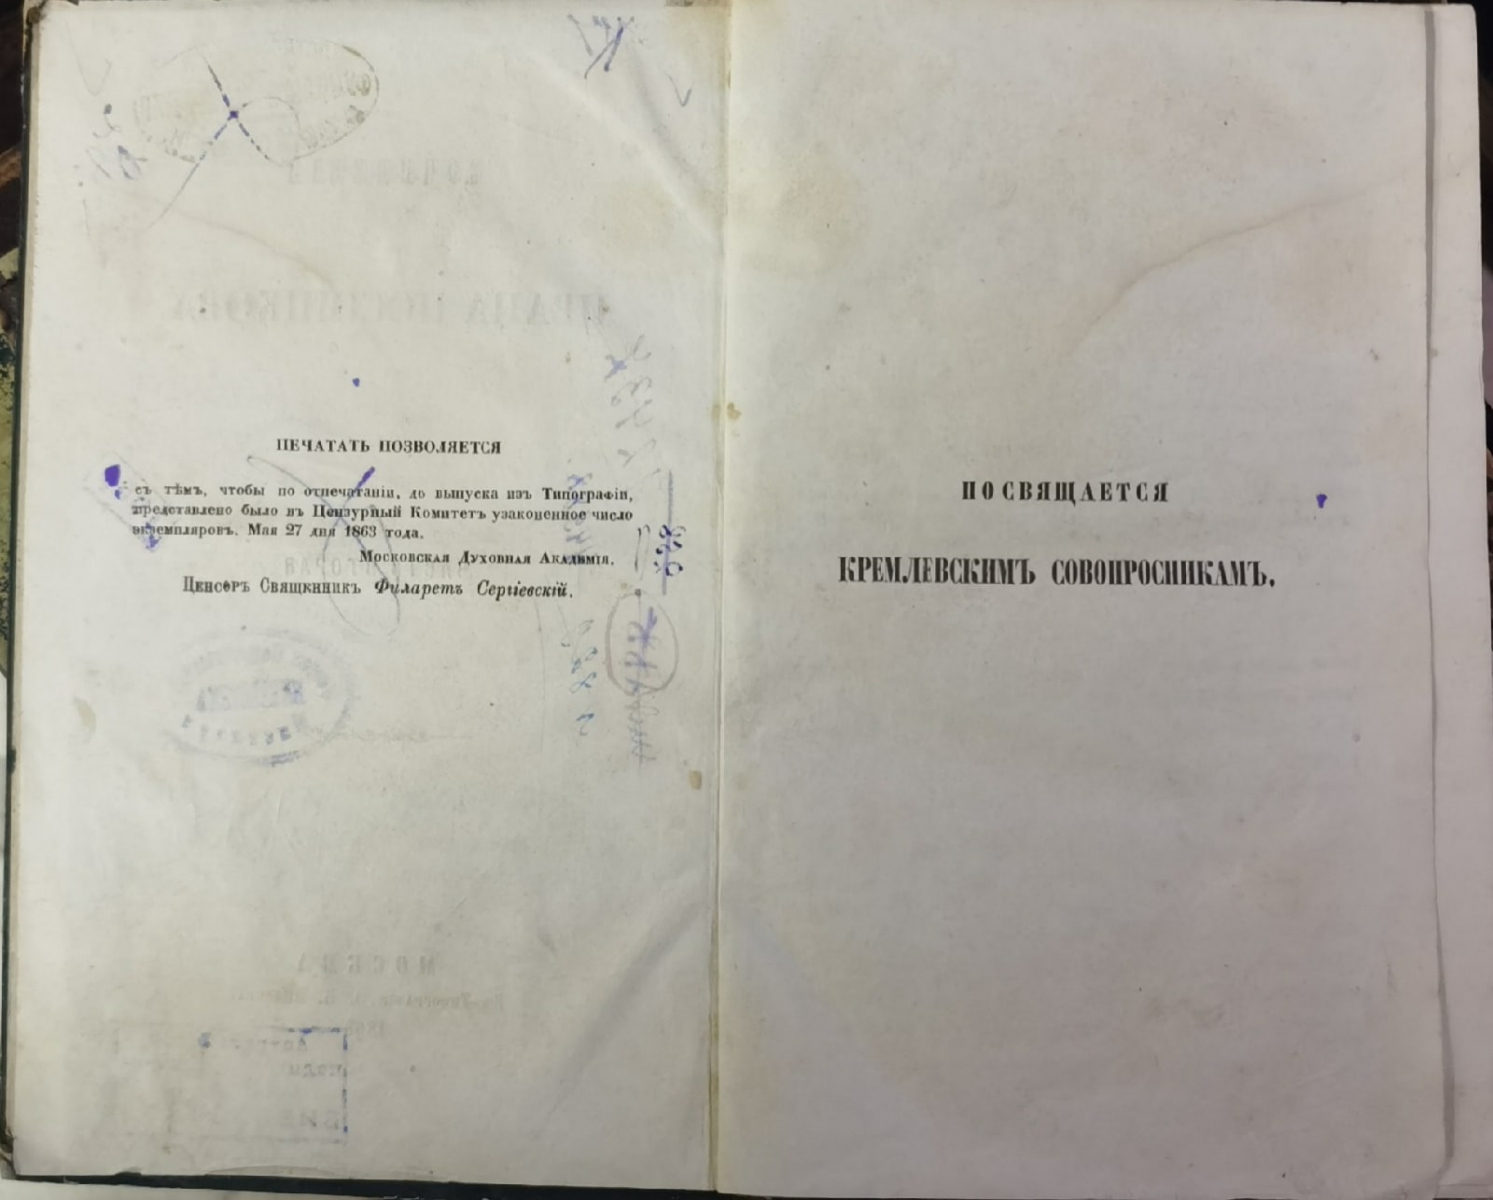 ПЕЧАТАТЬ ПОЗВОЛЯЕТСЯ
съ тѣмъ, чтобы по отпечатаніи, до выпуска изъ Типографіи,
представлено было въ Цензурный Комитетъ узаконенное число
экземпляровъ. Мая 27 дня 1863 года.
Московская Духовная Академія.
Ценсоръ Священникъ Филаретъ Сергіевскій.
ПОСВЯЩАЕТСЯ
КРЕМЛЕВСКИМЪ СОВОПРОСНИКАМЪ.